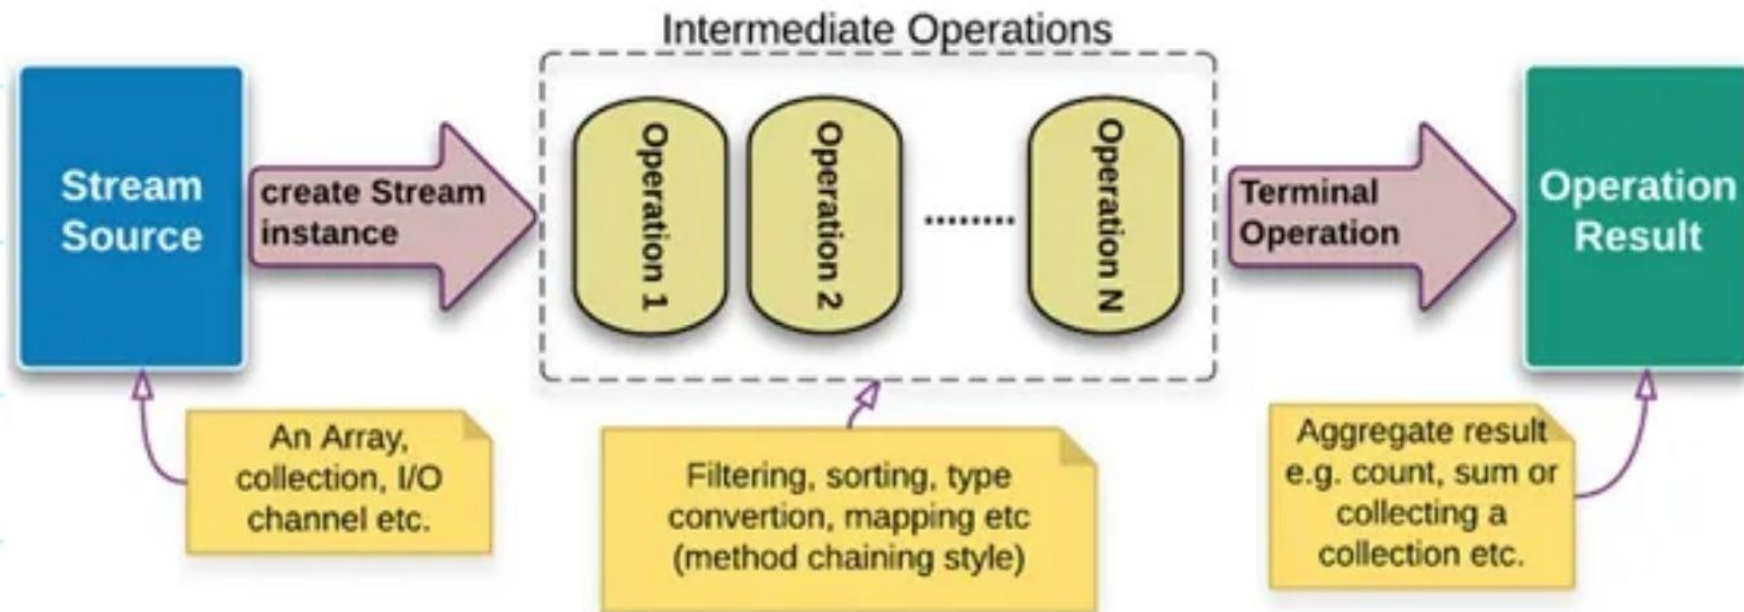 Intermediate Operations
Stream
Source
create Stream
instance
Operation 1
Operation 2
........
Operation N
Terminal
Operation
Operation
Result
An Array,
collection, I/O
channel etc.
Filtering, sorting, type
convertion, mapping etc
(method chaining style)
Aggregate result
e.g. count, sum or
collecting a
collection etc.